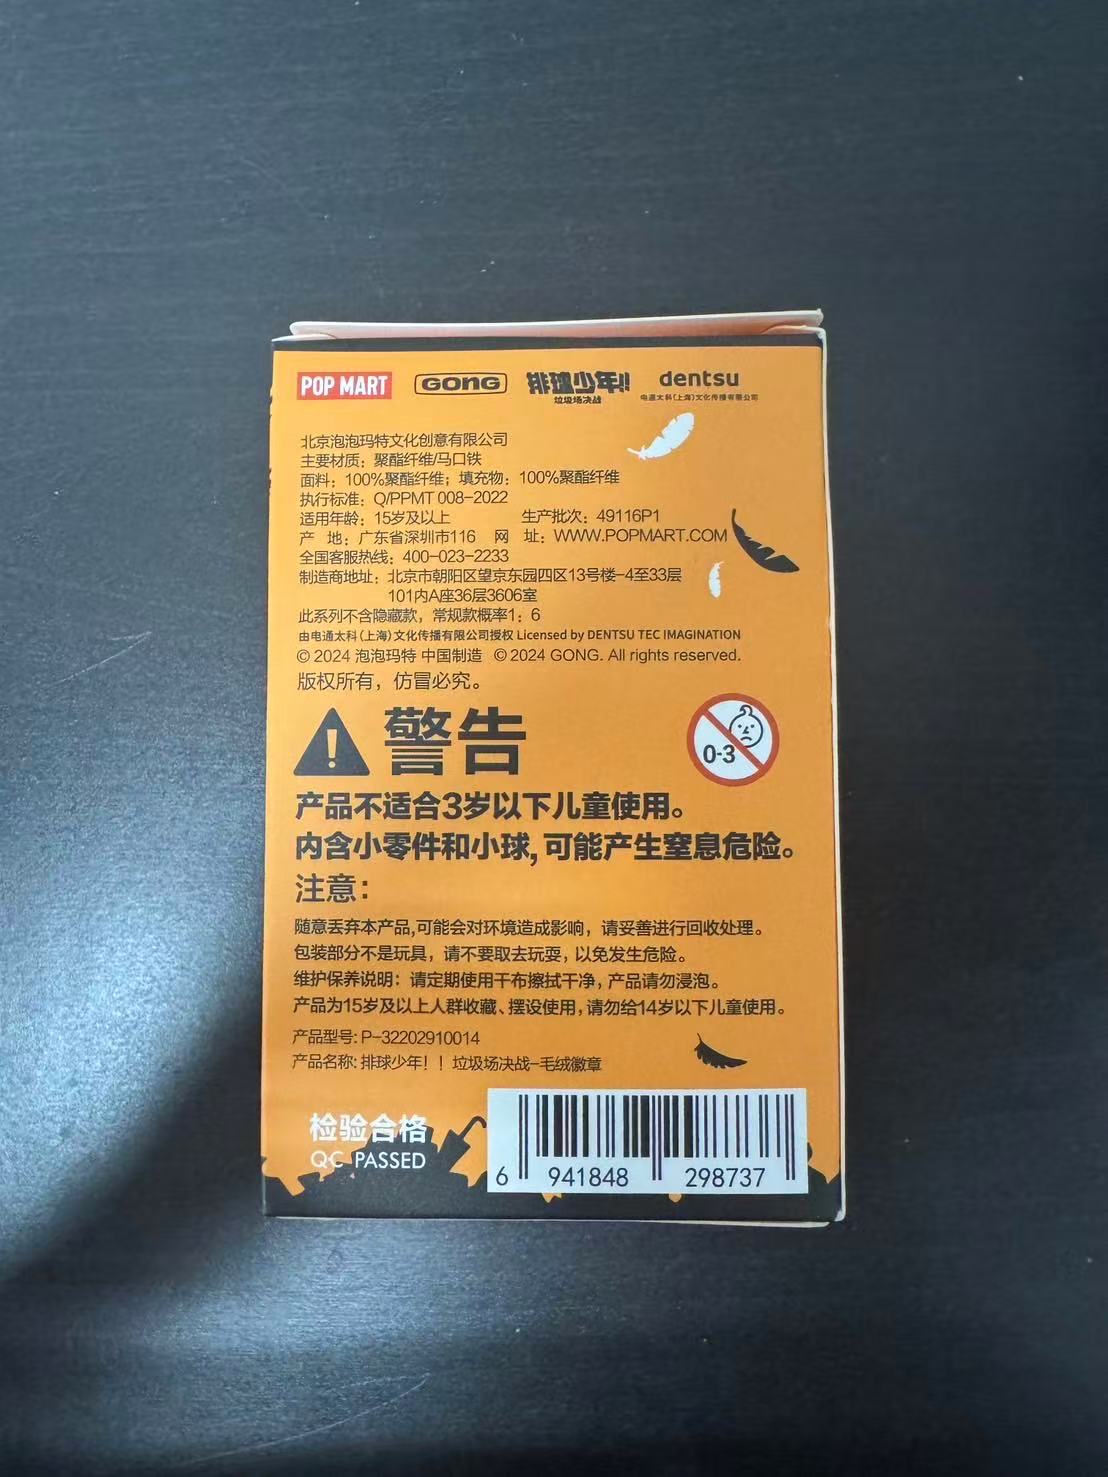 POP MART GONG 排球少年!! dentsu
垃圾场决战 电通太科(上海)文化传播有限公司
北京泡泡玛特文化创意有限公司
主要材质：聚酯纤维/马口铁
面料：100%聚酯纤维；填充物：100%聚酯纤维
执行标准：Q/PPMT 008-2022
适用年龄：15岁及以上 生产批次：49116P1
产 地：广东省深圳市116 网 址：WWW.POPMART.COM
全国客服热线：400-023-2233
制造商地址：北京市朝阳区望京东园四区13号楼-4至33层
101内A座36层3606室
此系列不含隐藏款，常规款概率1：6
由电通太科(上海)文化传播有限公司授权 Licensed by DENTSU TEC IMAGINATION
© 2024 泡泡玛特 中国制造 © 2024 GONG. All rights reserved.
版权所有，仿冒必究。
警告
0-3
产品不适合3岁以下儿童使用。
内含小零件和小球，可能产生窒息危险。
注意：
随意丢弃本产品,可能会对环境造成影响，请妥善进行回收处理。
包装部分不是玩具，请不要取去玩耍，以免发生危险。
维护保养说明：请定期使用干布擦拭干净，产品请勿浸泡。
产品为15岁及以上人群收藏、摆设使用，请勿给14岁以下儿童使用。
产品型号: P-32202910014
产品名称: 排球少年！！垃圾场决战-毛绒徽章
检验合格
QC PASSED
6 941848 298737